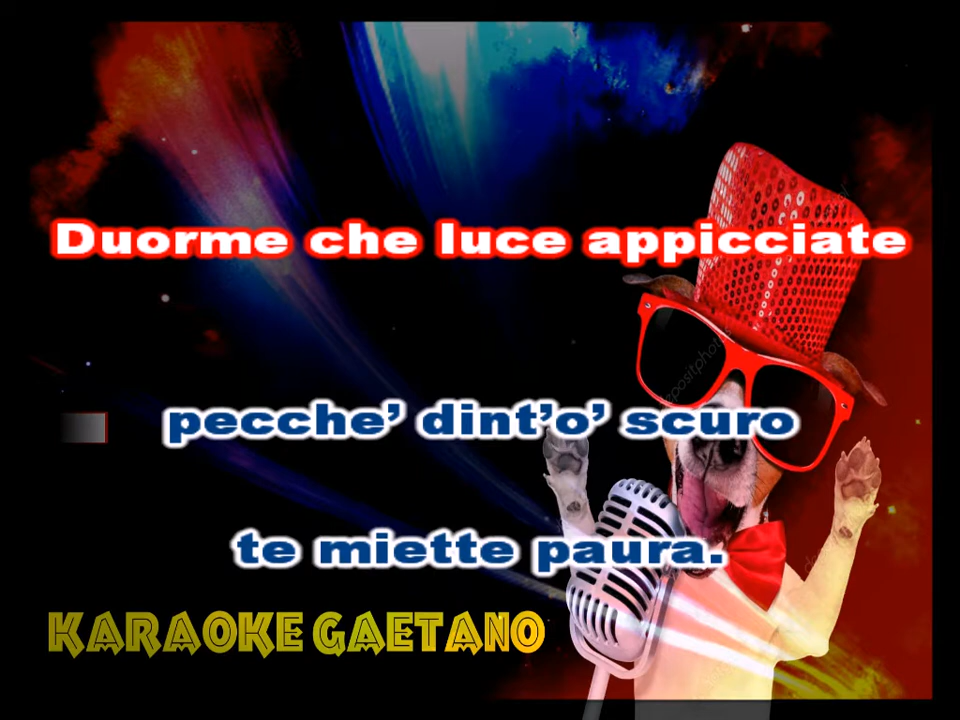 Duorme che luce appicciate
pecche’ dint’o’ scuro
te miette paura.
KARAOKE GAETANO